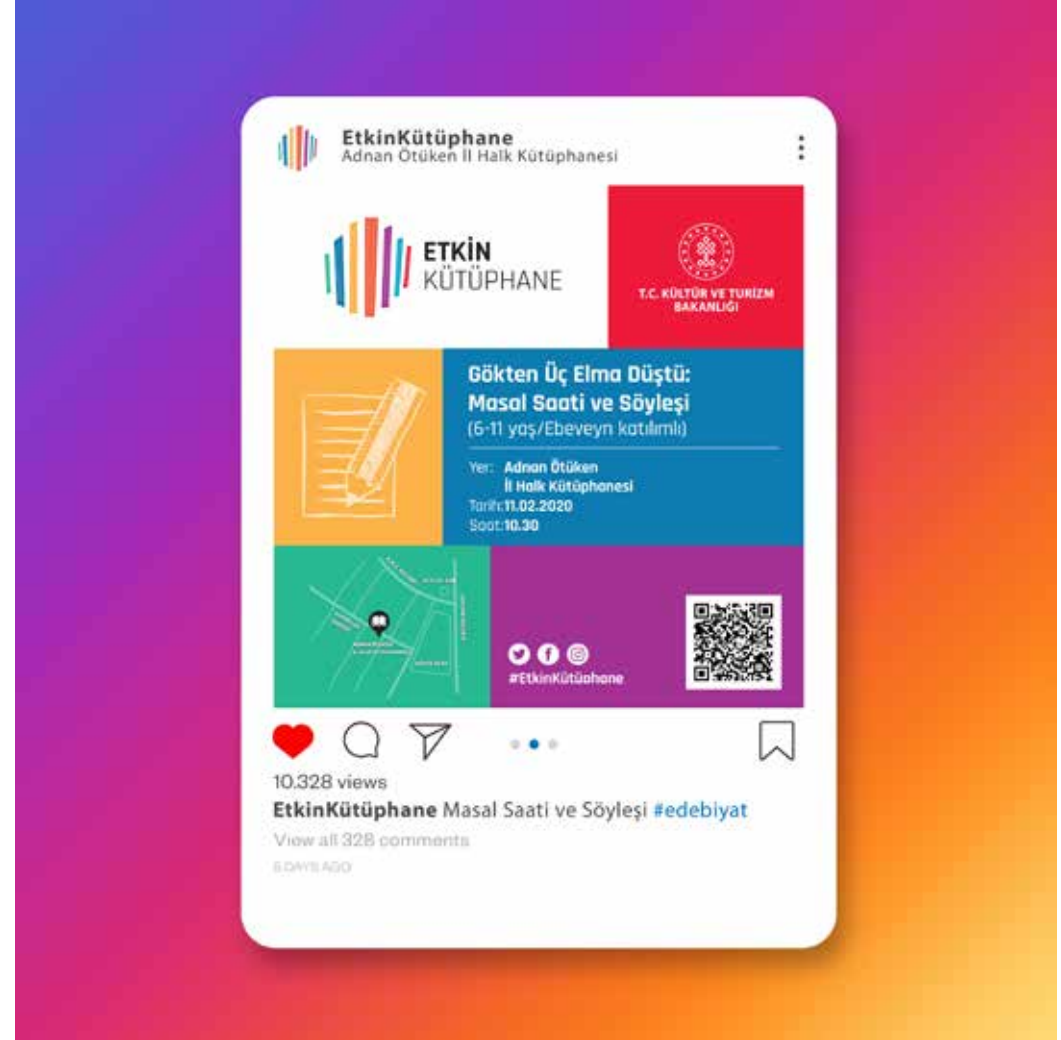 EtkinKütüphane
Adnan Ötüken İl Halk Kütüphanesi
ETKİN
KÜTÜPHANE
T.C. KÜLTÜR VE TURİZM
BAKANLIĞI
Gökten Üç Elma Düştü:
Masal Saati ve Söyleşi
(6-11 yaş/Ebeveyn katılımlı)
Yer: Adnan Ötüken
İl Halk Kütüphanesi
Tarih:11.02.2020
Saat:10.30
#EtkinKütüphane
10.328 views
EtkinKütüphane Masal Saati ve Söyleşi #edebiyat
View all 328 comments
DAYS AGO